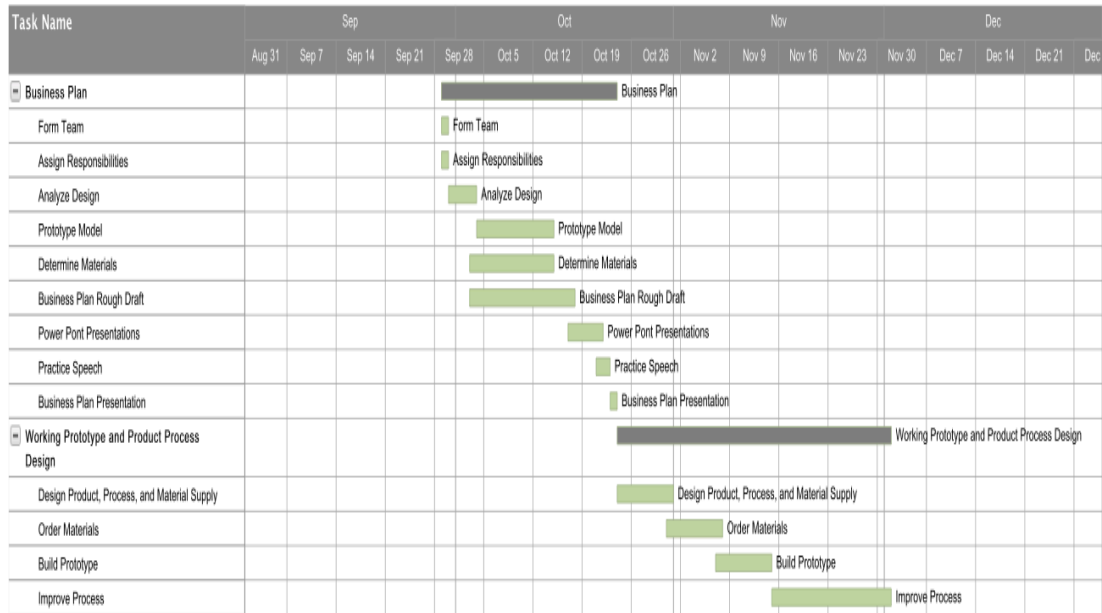 Task Name
Sep Oct Nov Dec
Aug 31 Sep 7 Sep 14 Sep 21 Sep 28 Oct 5 Oct 12 Oct 19 Oct 26 Nov 2 Nov 9 Nov 16 Nov 23 Nov 30 Dec 7 Dec 14 Dec 21 Dec
Business Plan Business Plan
Form Team Form Team
Assign Responsibilities Assign Responsibilities
Analyze Design Analyze Design
Prototype Model Prototype Model
Determine Materials Determine Materials
Business Plan Rough Draft Business Plan Rough Draft
Power Pont Presentations Power Pont Presentations
Practice Speech Practice Speech
Business Plan Presentation Business Plan Presentation
Working Prototype and Product Process Working Prototype and Product Process Design
Design
Design Product, Process, and Material Supply Design Product, Process, and Material Supply
Order Materials Order Materials
Build Prototype Build Prototype
Improve Process Improve Process